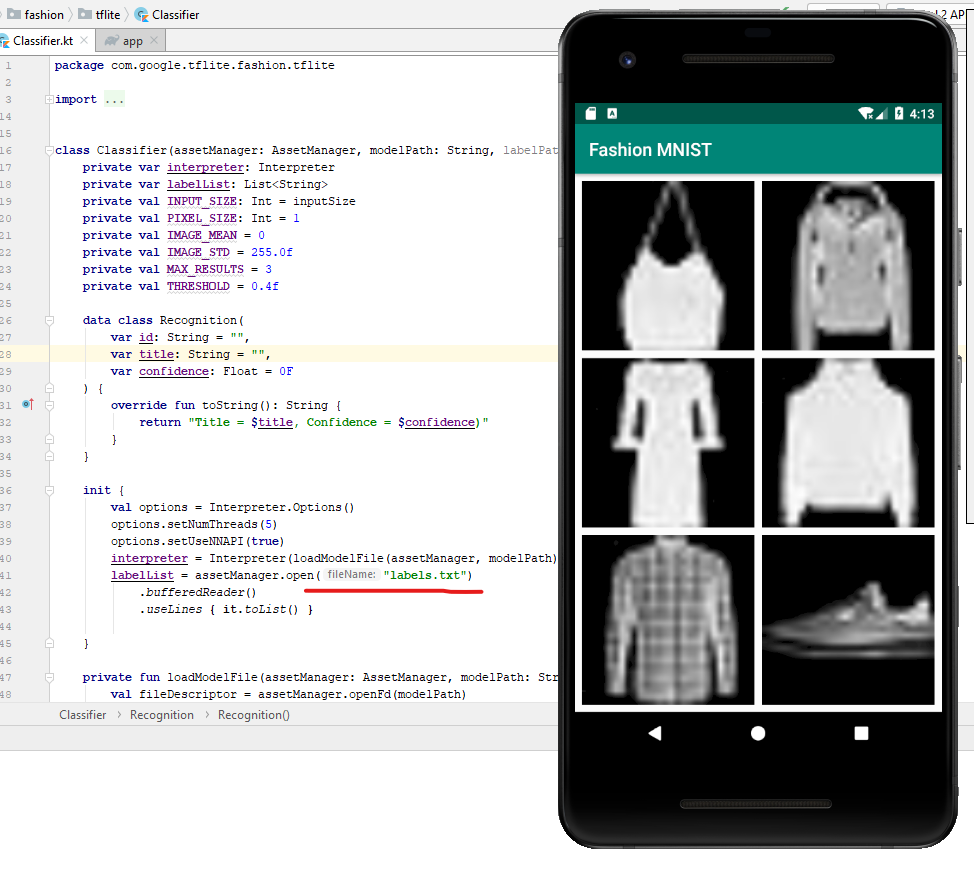 fashion tflite Classifier
Classifier.kt app
2 API
1 package com.google.tflite.fashion.tflite
2
3 import ...
14
15
16 class Classifier(assetManager: AssetManager, modelPath: String, labelPat
17 private var interpreter: Interpreter
18 private var labelList: List<String>
19 private val INPUT_SIZE: Int = inputSize
20 private val PIXEL_SIZE: Int = 1
21 private val IMAGE_MEAN = 0
22 private val IMAGE_STD = 255.0f
23 private val MAX_RESULTS = 3
24 private val THRESHOLD = 0.4f
25
26 data class Recognition(
27 var id: String = "",
28 var title: String = "",
29 var confidence: Float = 0F
30 ) {
31 override fun toString(): String {
32 return "Title = $title, Confidence = $confidence)"
33 }
34 }
35
36 init {
37 val options = Interpreter.Options()
38 options.setNumThreads(5)
39 options.setUseNNAPI(true)
40 interpreter = Interpreter(loadModelFile(assetManager, modelPath)
41 labelList = assetManager.open( fileName: "labels.txt")
42 .bufferedReader()
43 .useLines { it.toList() }
44
45 }
46
47 private fun loadModelFile(assetManager: AssetManager, modelPath: Str
48 val fileDescriptor = assetManager.openFd(modelPath)
Classifier Recognition Recognition()
A 4:13
Fashion MNIST